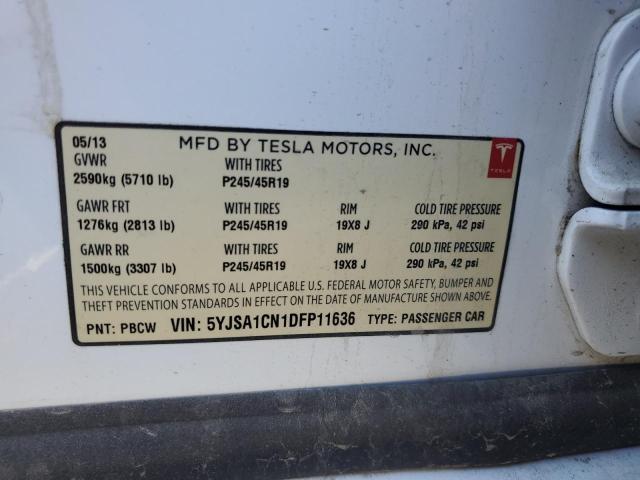 05/13 MFD BY TESLA MOTORS, INC.
TESLA
GVWR WITH TIRES
2590kg (5710 lb) P245/45R19
GAWR FRT WITH TIRES RIM COLD TIRE PRESSURE
1276kg (2813 lb) P245/45R19 19X8 J 290 kPa, 42 psi
GAWR RR WITH TIRES RIM COLD TIRE PRESSURE
1500kg (3307 lb) P245/45R19 19X8 J 290 kPa, 42 psi
THIS VEHICLE CONFORMS TO ALL APPLICABLE U.S. FEDERAL MOTOR SAFETY, BUMPER AND
THEFT PREVENTION STANDARDS IN EFFECT ON THE DATE OF MANUFACTURE SHOWN ABOVE.
PNT: PBCW VIN: 5YJSA1CN1DFP11636 TYPE: PASSENGER CAR